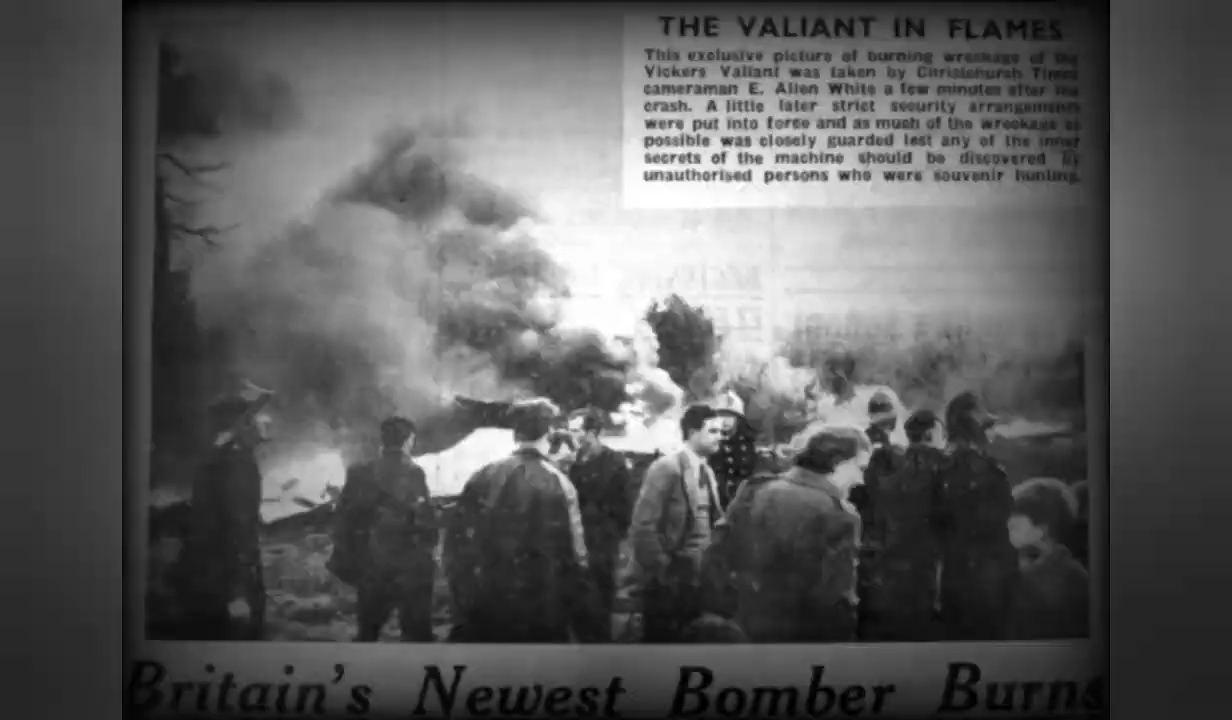 THE VALIANT IN FLAMES
This exclusive picture of burning wreckage of the
Vickers Valiant was taken by Christchurch Times
cameraman E. Allen White a few minutes after the
crash. A little later strict security arrangements
were put into force and as much of the wreckage as
possible was closely guarded lest any of the inner
secrets of the machine should be discovered by
unauthorised persons who were souvenir hunting.
Britain's Newest Bomber Burns